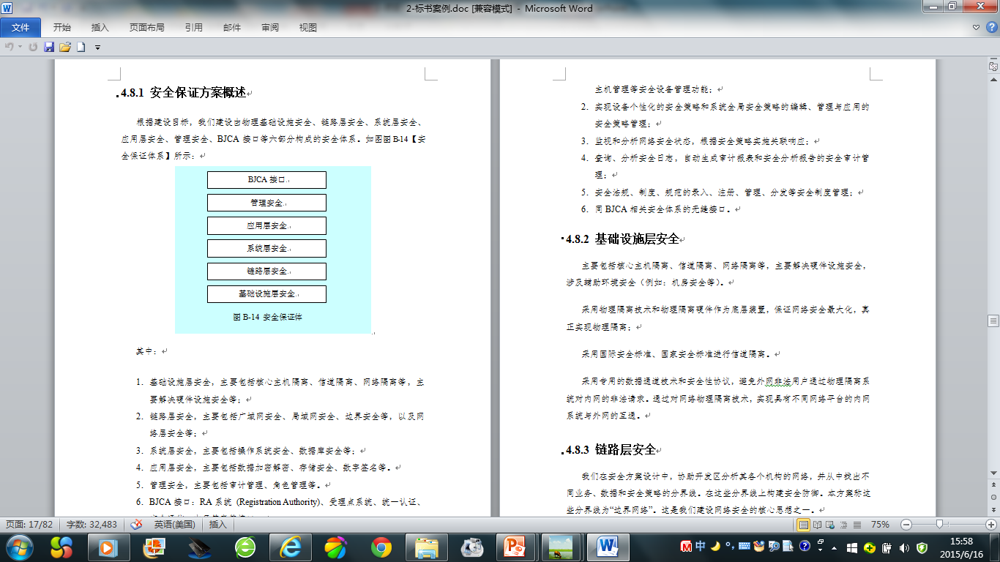 2-标书案例.doc [兼容模式] - Microsoft Word
文件 开始 插入 页面布局 引用 邮件 审阅 视图
4.8.1 安全保证方案概述
根据建设目标，我们建设由物理基础设施安全、链路层安全、系统层安全、
应用层安全、管理安全、BJCA 接口等六部分构成的安全体系。如图图 B-14【安
全保证体系】所示：
BJCA 接口
管理安全
应用层安全
系统层安全
链路层安全
基础设施层安全
图 B-14 安全保证体
其中：
1. 基础设施层安全，主要包括核心主机隔离、信道隔离、网络隔离等，主
要解决硬件设施安全等；
2. 链路层安全，主要包括广域网安全、局域网安全、边界安全等，以及网
络层安全等；
3. 系统层安全，主要包括操作系统安全、数据库安全等；
4. 应用层安全，主要包括数据加密解密、存储安全、数字签名等。
5. 管理安全，主要包括审计管理、角色管理等。
6. BJCA 接口：RA 系统 (Registration Authority)、受理点系统、统一认证、
主机管理等安全设备管理功能；
2. 实现设备个性化的安全策略和系统全局安全策略的编辑、管理与应用的
安全策略管理；
3. 监视和分析网络安全状态，根据安全策略实施关联响应；
4. 查询、分析安全日志，自动生成审计报表和安全分析报告的安全审计管
理；
5. 安全法规、制度、规范的录入、注册、管理、分发等安全制度管理；
6. 同 BJCA 相关安全体系的无缝接口。
4.8.2 基础设施层安全
主要包括核心主机隔离、信道隔离、网络隔离等，主要解决硬件设施安全，
涉及辅助环境安全（例如：机房安全等）。
采用物理隔离技术和物理隔离硬件作为底层装置，保证网络安全最大化，真
正实现物理隔离；
采用国际安全标准、国家安全标准进行信道隔离。
采用专用的数据通道技术和安全性协议，避免外网非法用户通过物理隔离系
统对内网的非法请求。通过对网络物理隔离技术，实现具有不同网络平台的内网
系统与外网的互通。
4.8.3 链路层安全
我们在安全方案设计中，协助开发区分析其各个机构的网络，并从中找出不
同业务、数据和安全策略的分界线。在这些分界线上构建安全防御。本方案称这
些分界线为“边界网络”。这是我们建设网络安全的核心思想之一。
页面: 17/82 字数: 32,483 英语(美国) 插入 75%
中
15:58
2015/6/16